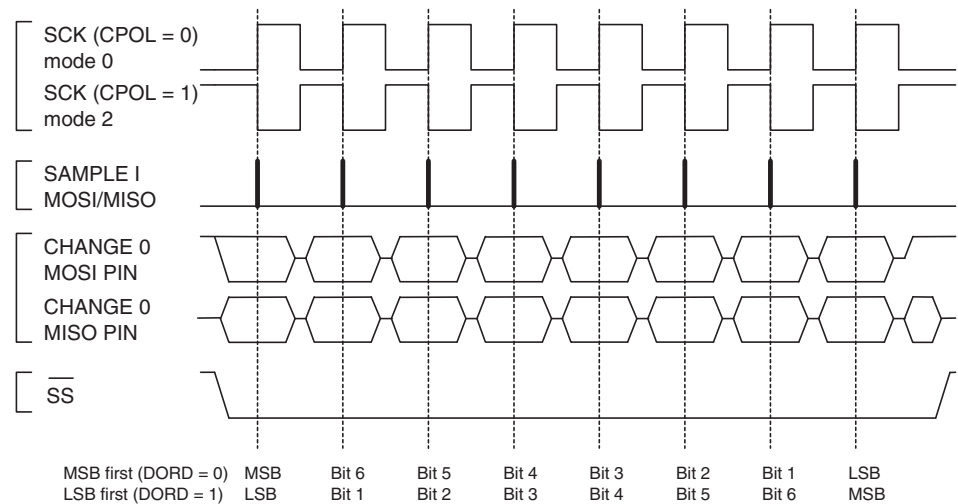 SCK (CPOL = 0)
mode 0
SCK (CPOL = 1)
mode 2
SAMPLE I
MOSI/MISO
CHANGE 0
MOSI PIN
CHANGE 0
MISO PIN
SS
MSB first (DORD = 0) MSB Bit 6 Bit 5 Bit 4 Bit 3 Bit 2 Bit 1 LSB
LSB first (DORD = 1) LSB Bit 1 Bit 2 Bit 3 Bit 4 Bit 5 Bit 6 MSB